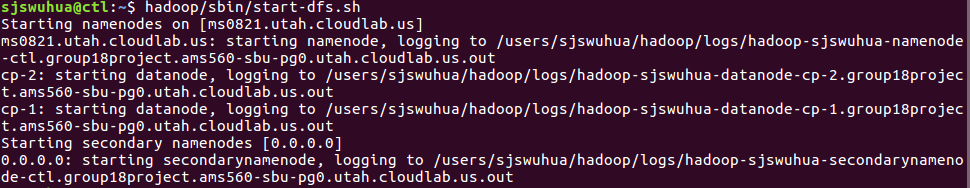 sjswuhua@ctl:~$ hadoop/sbin/start-dfs.sh
Starting namenodes on [ms0821.utah.cloudlab.us]
ms0821.utah.cloudlab.us: starting namenode, logging to /users/sjswuhua/hadoop/logs/hadoop-sjswuhua-namenode
-ctl.group18project.ams560-sbu-pg0.utah.cloudlab.us.out
cp-2: starting datanode, logging to /users/sjswuhua/hadoop/logs/hadoop-sjswuhua-datanode-cp-2.group18projec
t.ams560-sbu-pg0.utah.cloudlab.us.out
cp-1: starting datanode, logging to /users/sjswuhua/hadoop/logs/hadoop-sjswuhua-datanode-cp-1.group18projec
t.ams560-sbu-pg0.utah.cloudlab.us.out
Starting secondary namenodes [0.0.0.0]
0.0.0.0: starting secondarynamenode, logging to /users/sjswuhua/hadoop/logs/hadoop-sjswuhua-secondarynameno
de-ctl.group18project.ams560-sbu-pg0.utah.cloudlab.us.out